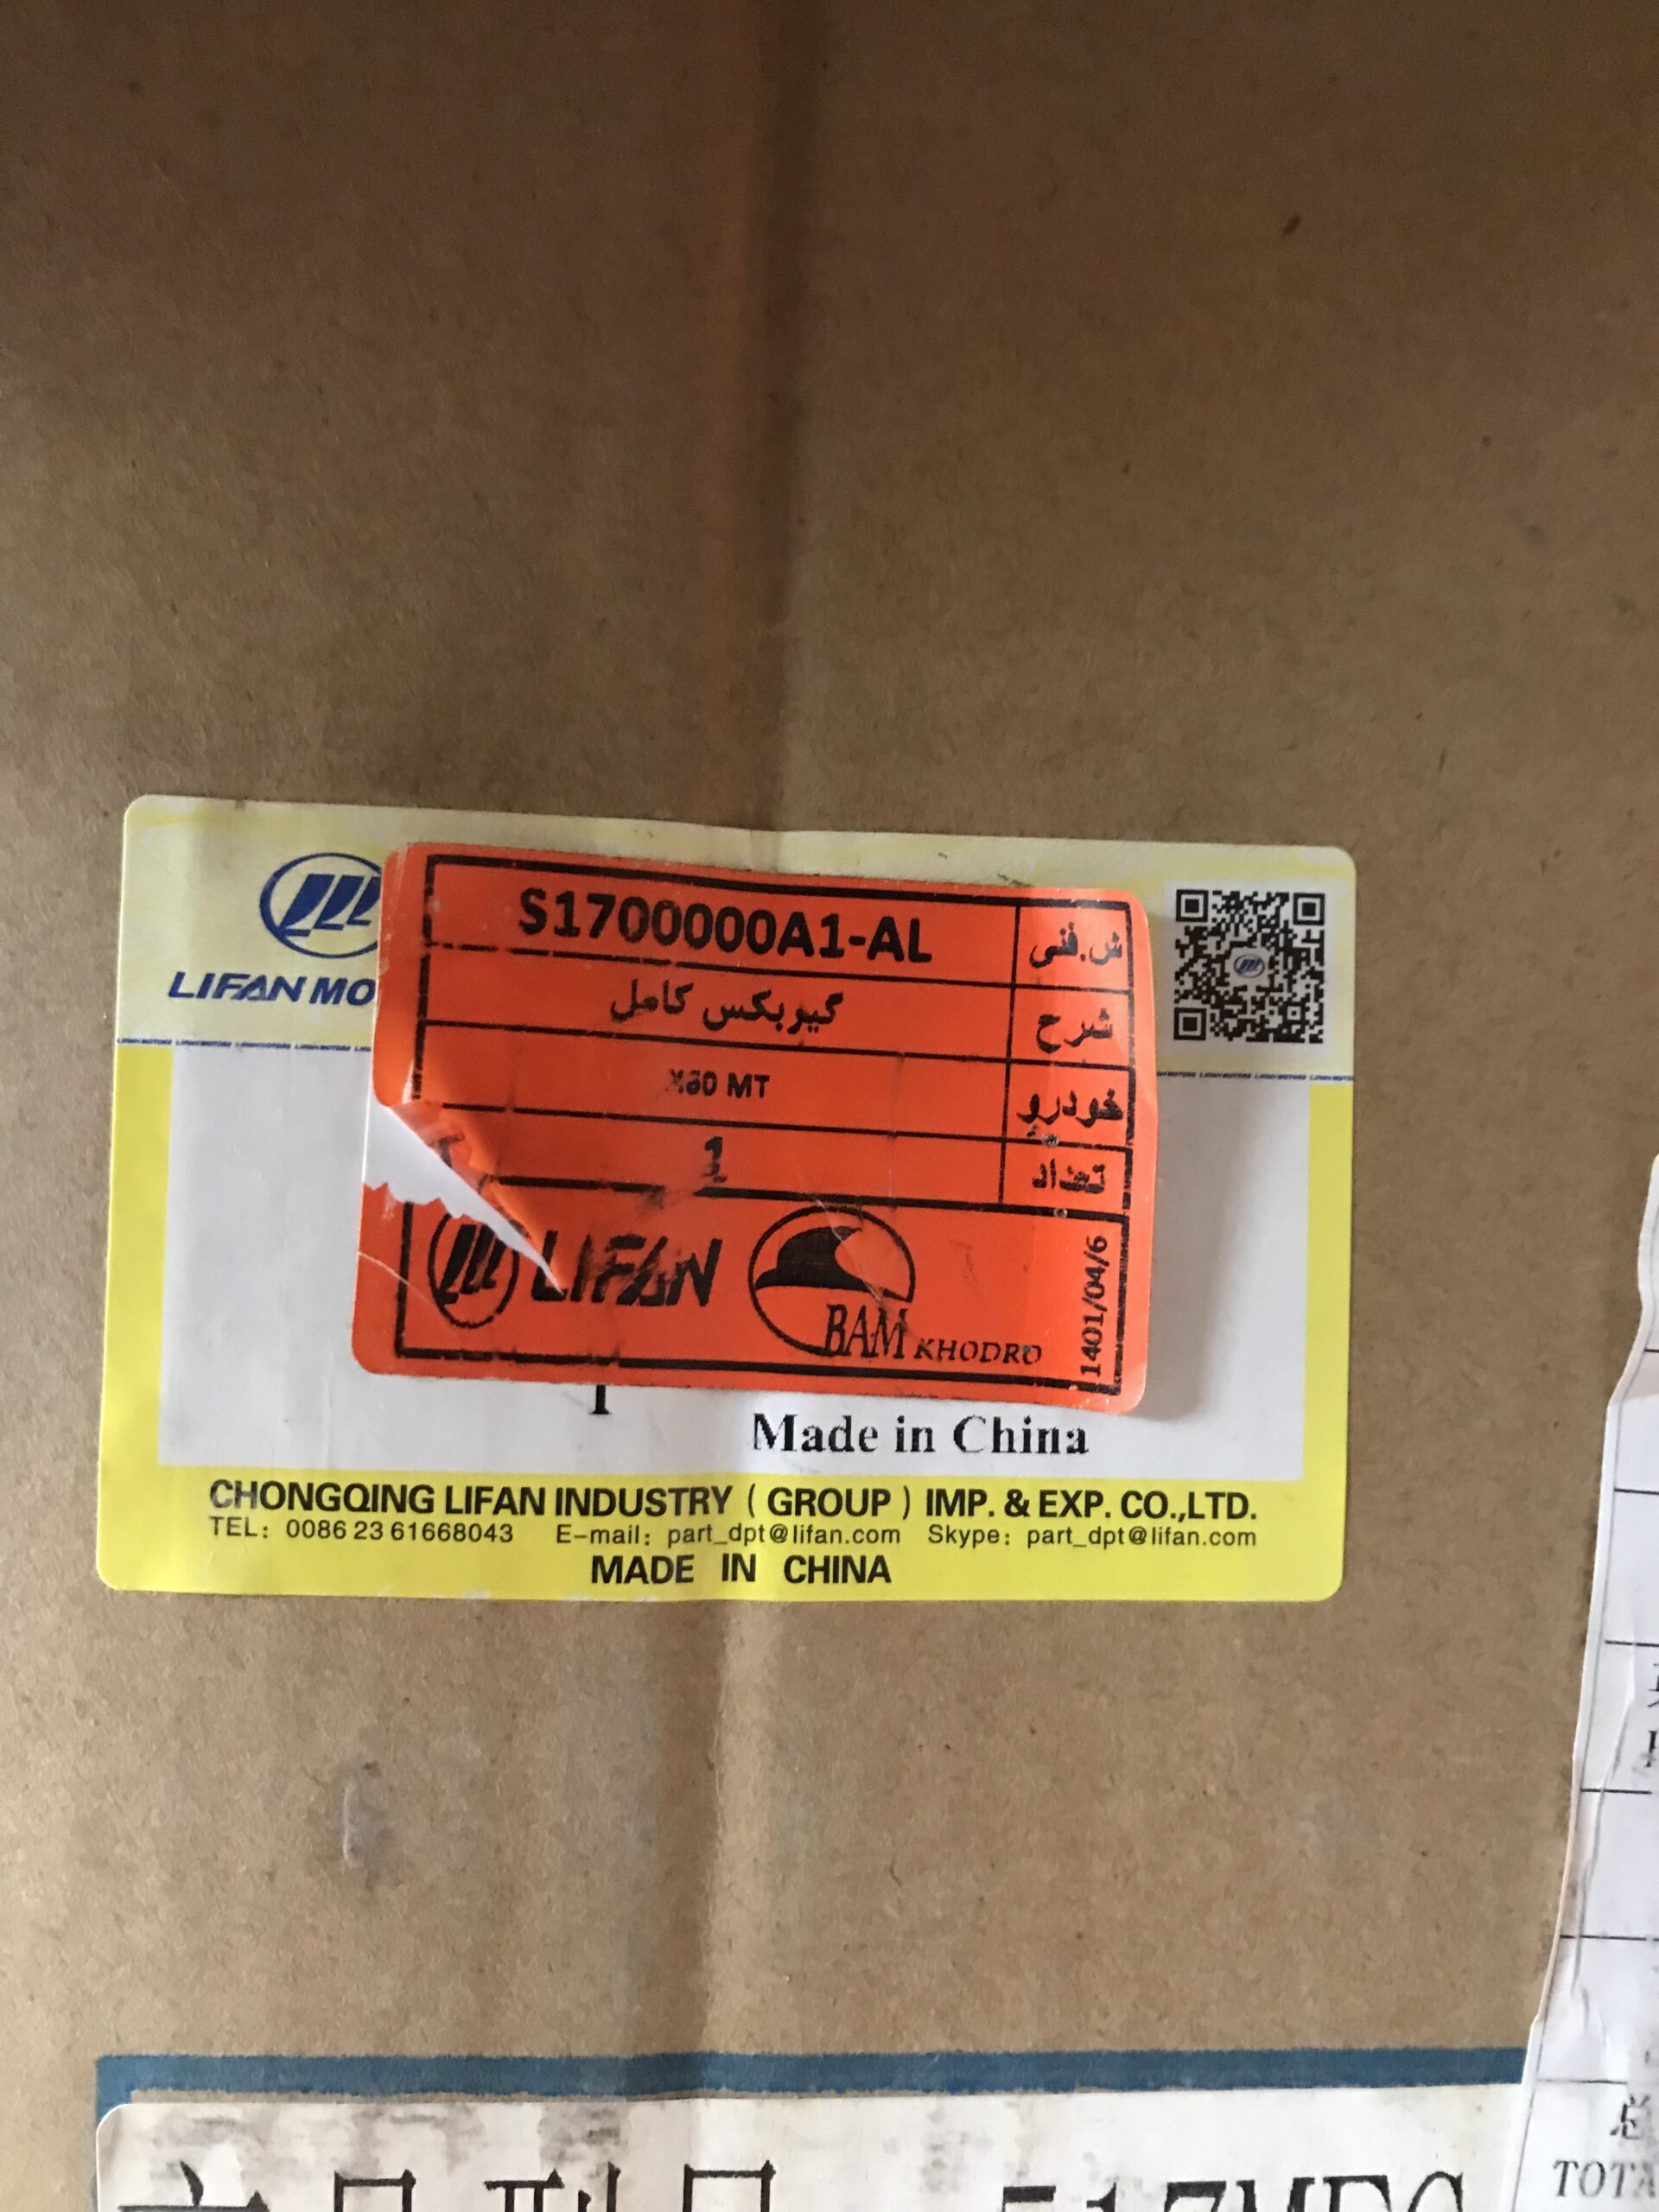 LIFAN MO
S1700000A1-AL ش.فنی
گیربکس کامل شرح
X60 MT خودرو
1 تعداد
LIFAN
BAM KHODRO
1401/04/6
Made in China
CHONGQING LIFAN INDUSTRY ( GROUP ) IMP. & EXP. CO.,LTD.
TEL: 0086 23 61668043 E-mail: part_dpt@lifan.com Skype: part_dpt@lifan.com
MADE IN CHINA
总
TOTA